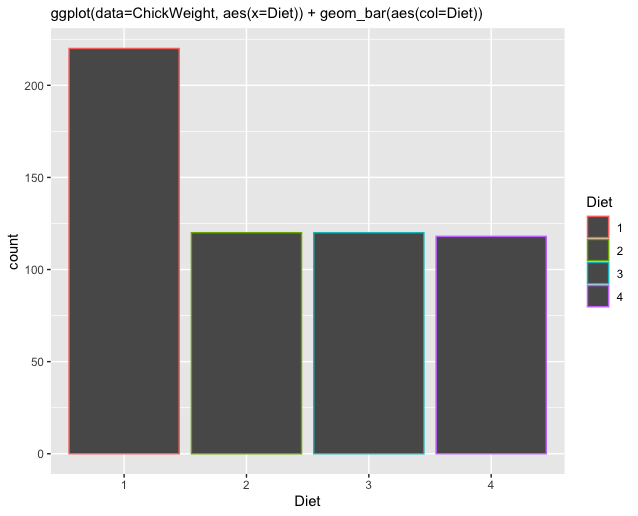 ggplot(data=ChickWeight, aes(x=Diet)) + geom_bar(aes(col=Diet))
200
150
100
50
0
count
1 2 3 4
Diet
Diet
1
2
3
4